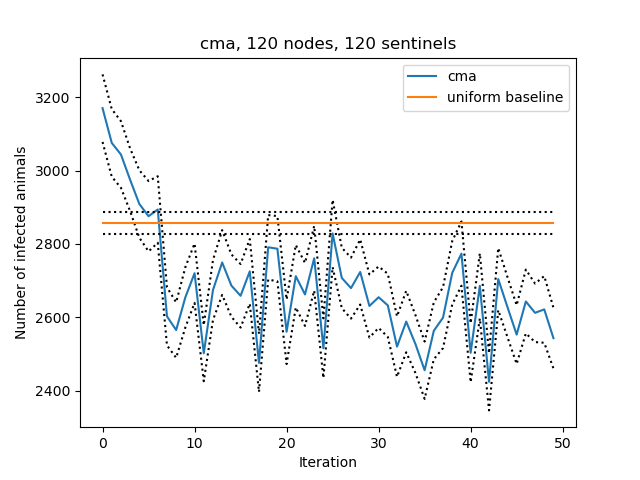 cma, 120 nodes, 120 sentinels
cma
uniform baseline
Number of infected animals
3200
3000
2800
2600
2400
0 10 20 30 40 50
Iteration